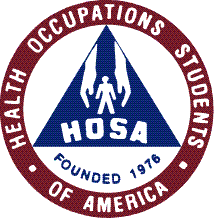 HEALTH OCCUPATIONS STUDENTS
OF AMERICA
HOSA
FOUNDED 1976